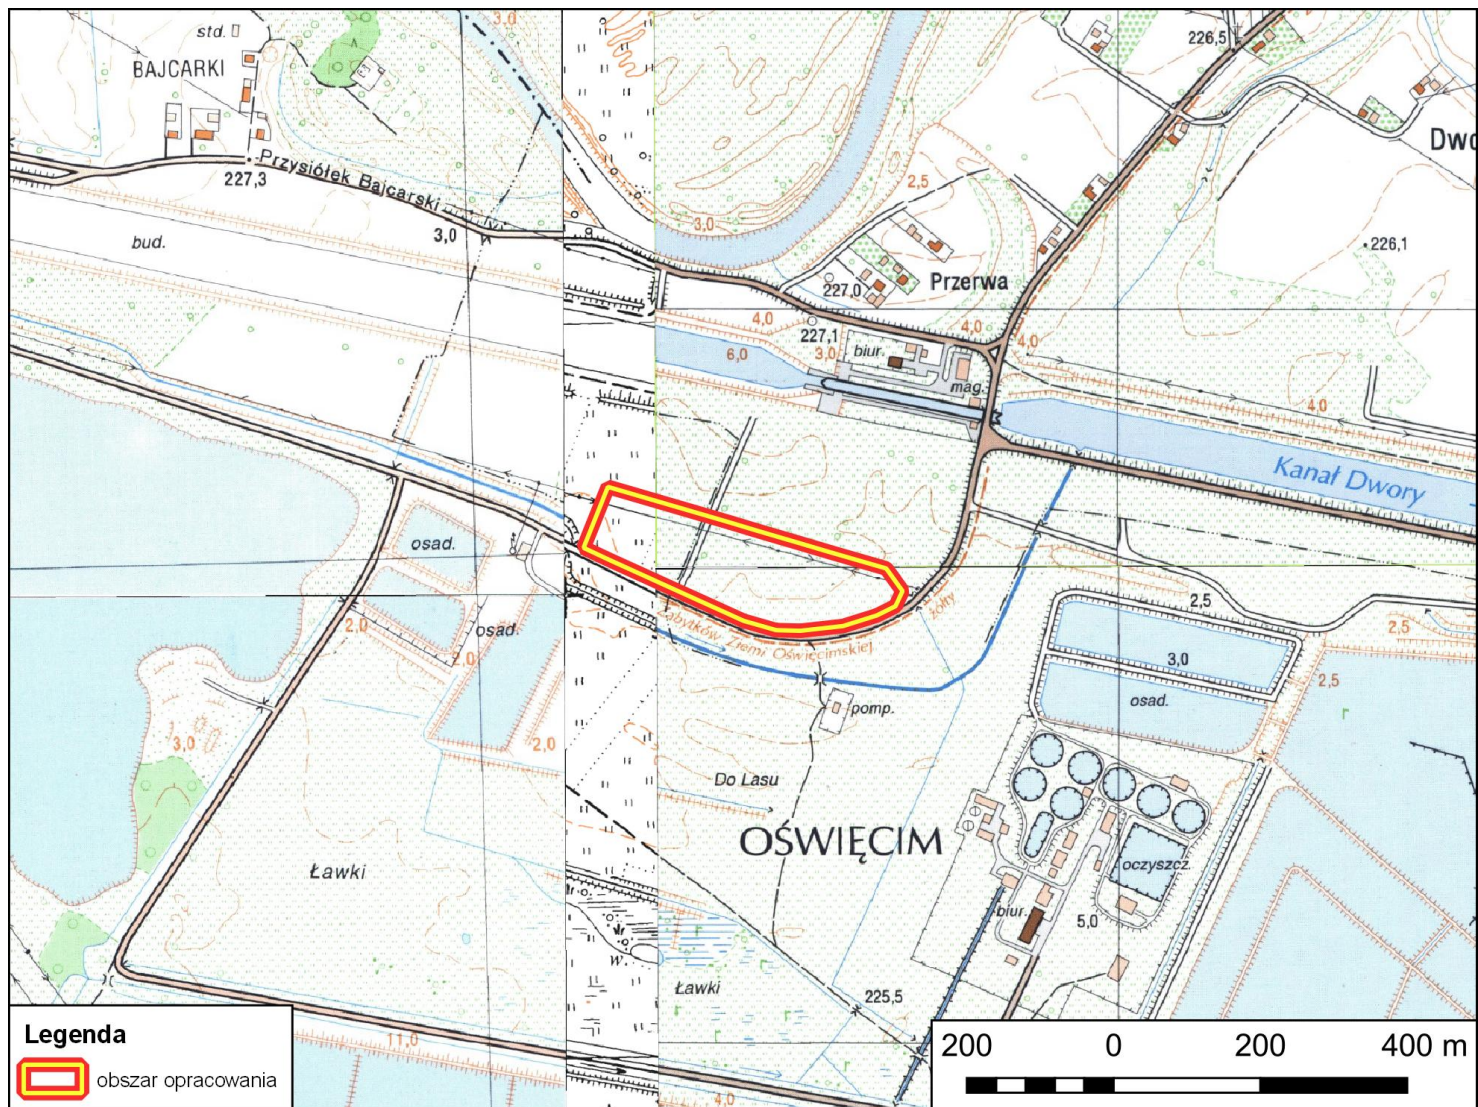 3,0
226,5
std.
BAJCARKI
Dwo
Przysiółek Bajcarski
227,3
2,5
3,0
3,0
bud.
226,1
Przerwa
227,0
4,0
4,0
227,1
4,0
6,0
3,0
biur.
4,0
mag.
4,0
Kanał Dwory
osad.
2,5
żółty
Zabytków Ziemi Oświęcimskiej
2,0
osad.
2,0
2,5
3,0
2,5
osad.
pomp.
r
3,0
2,0
Do Lasu
OŚWIĘCIM
oczyszcz.
Ławki
biur.
5,0
r
w.
r
Ławki
225,5
r
r
r
11,0
4,0
Legenda
obszar opracowania
200 0 200 400 m